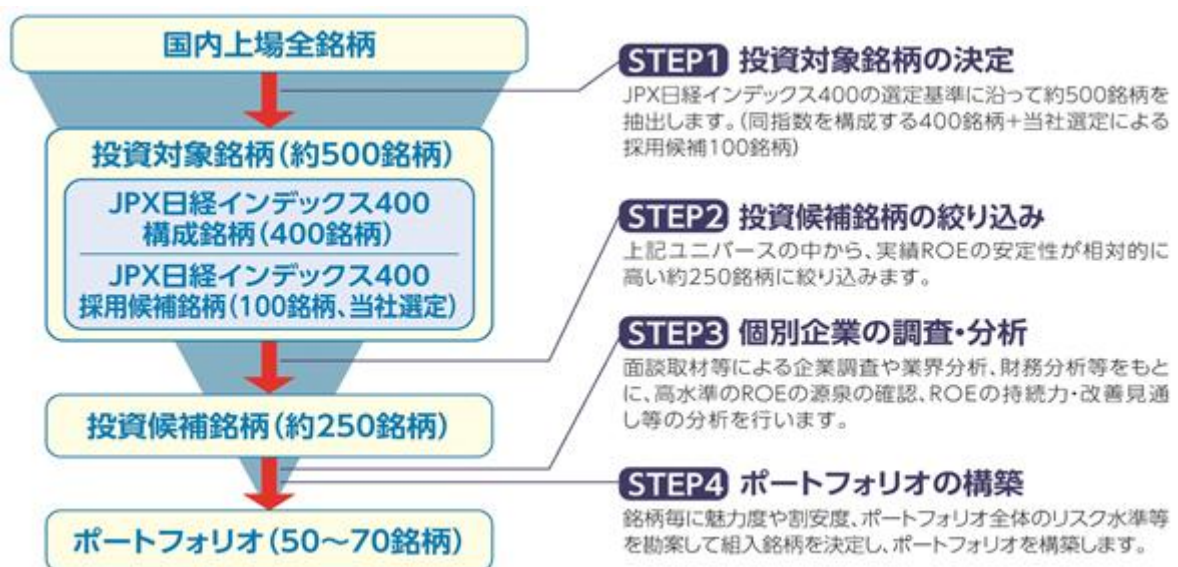 国内上場全銘柄
投資対象銘柄(約500銘柄)
JPX日経インデックス400
構成銘柄(400銘柄)
JPX日経インデックス400
採用候補銘柄(100銘柄、当社選定)
投資候補銘柄(約250銘柄)
ポートフォリオ(50〜70銘柄)
STEP1 投資対象銘柄の決定
JPX日経インデックス400の選定基準に沿って約500銘柄を
抽出します。(同指数を構成する400銘柄+当社選定による
採用候補100銘柄)
STEP2 投資候補銘柄の絞り込み
上記ユニバースの中から、実績ROEの安定性が相対的に
高い約250銘柄に絞り込みます。
STEP3 個別企業の調査・分析
面談取材等による企業調査や業界分析、財務分析等をもと
に、高水準のROEの源泉の確認、ROEの持続力・改善見通
し等の分析を行います。
STEP4 ポートフォリオの構築
銘柄毎に魅力度や割安度、ポートフォリオ全体のリスク水準等
を勘案して組入銘柄を決定し、ポートフォリオを構築します。